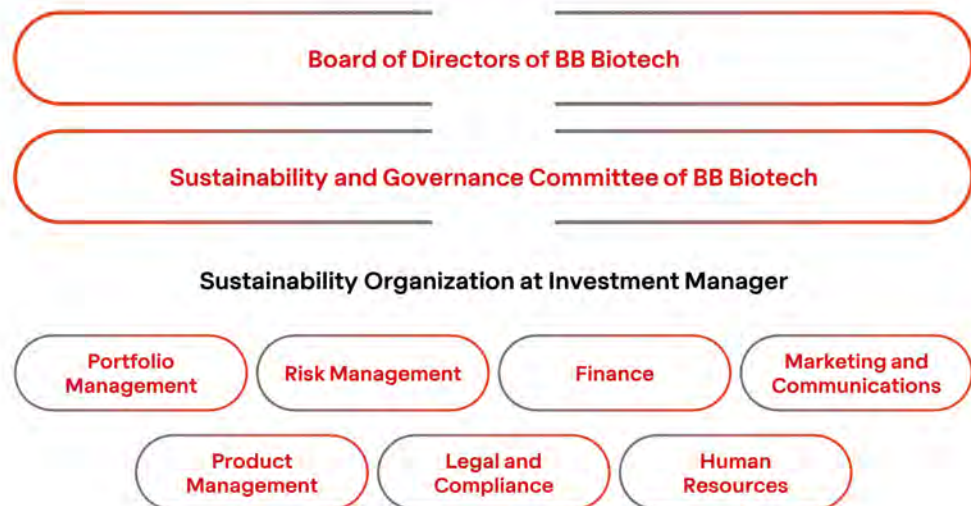 Board of Directors of BB Biotech
Sustainability and Governance Committee of BB Biotech
Sustainability Organization at Investment Manager
Portfolio
Management
Risk Management
Finance
Marketing and
Communications
Product
Management
Legal and
Compliance
Human
Resources